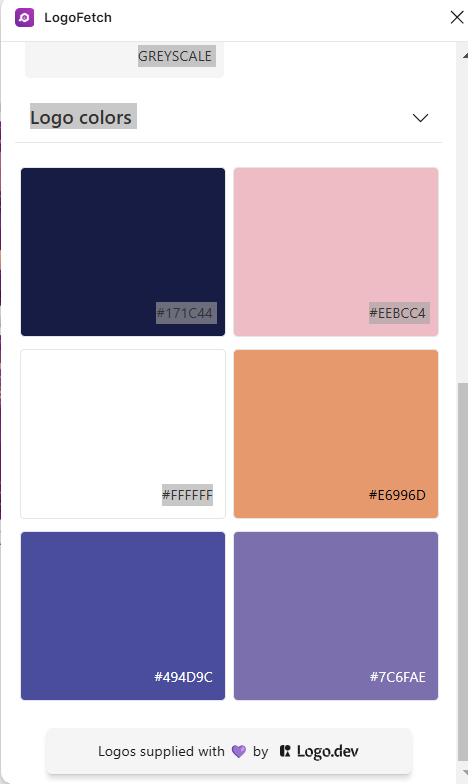 LogoFetch
GREYSCALE
Logo colors
#171C44
#EEBCC4
#FFFFFF
#E6996D
#494D9C
#7C6FAE
Logos supplied with 💜 by Logo.dev